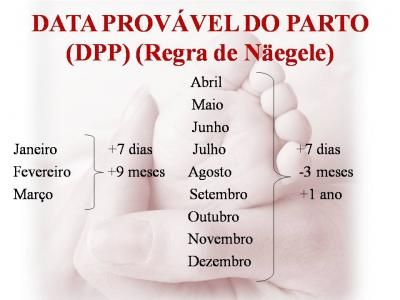 DATA PROVÁVEL DO PARTO
(DPP) (Regra de Näegele)
Janeiro
Fevereiro
Março
+7 dias
+9 meses
Abril
Maio
Junho
Julho
Agosto
Setembro
Outubro
Novembro
Dezembro
+7 dias
-3 meses
+1 ano